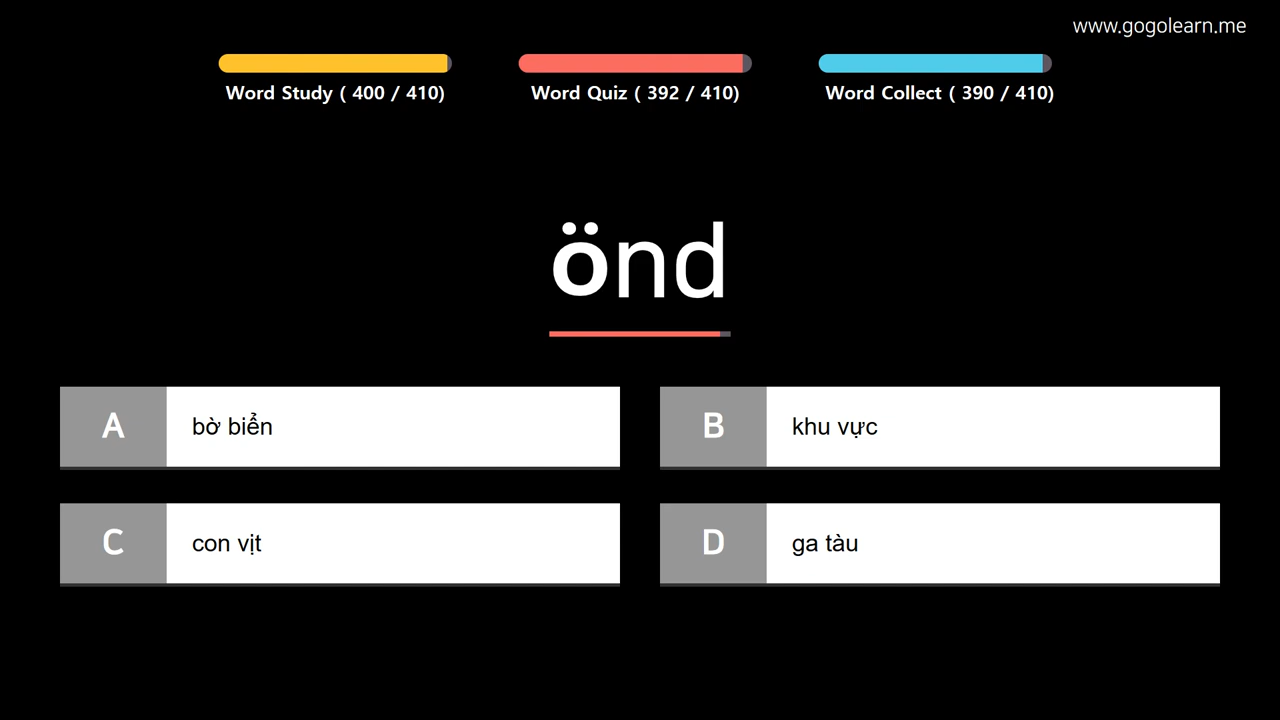 www.gogolearn.me
Word Study ( 400 / 410)
Word Quiz ( 392 / 410)
Word Collect ( 390 / 410)
önd
A
bờ biển
B
khu vực
C
con vịt
D
ga tàu